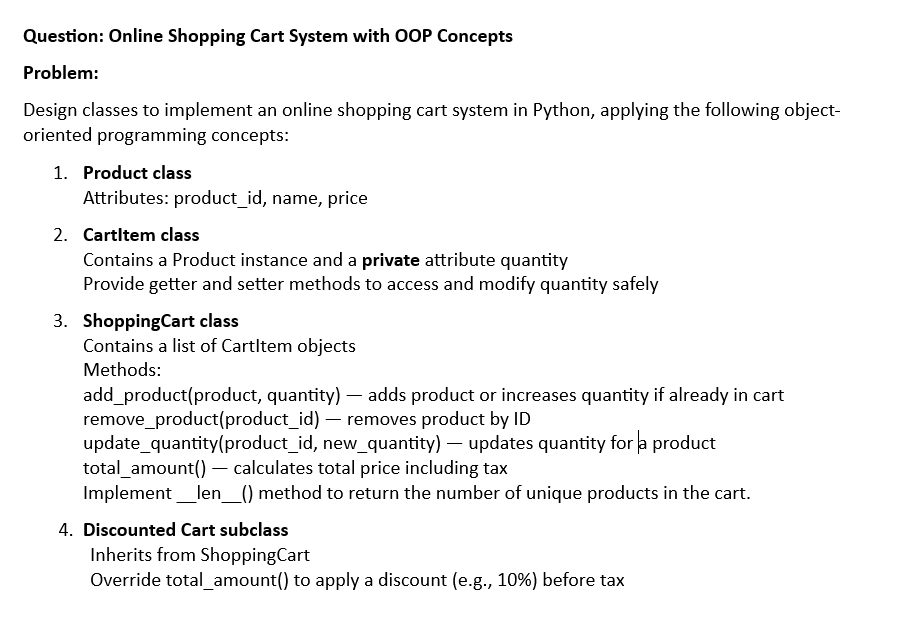 Question: Online Shopping Cart System with OOP Concepts
Problem:
Design classes to implement an online shopping cart system in Python, applying the following object-
oriented programming concepts:
1. Product class
Attributes: product_id, name, price
2. CartItem class
Contains a Product instance and a private attribute quantity
Provide getter and setter methods to access and modify quantity safely
3. ShoppingCart class
Contains a list of CartItem objects
Methods:
add_product(product, quantity) — adds product or increases quantity if already in cart
remove_product(product_id) — removes product by ID
update_quantity(product_id, new_quantity) — updates quantity for a product
total_amount() — calculates total price including tax
Implement __len__() method to return the number of unique products in the cart.
4. Discounted Cart subclass
Inherits from ShoppingCart
Override total_amount() to apply a discount (e.g., 10%) before tax